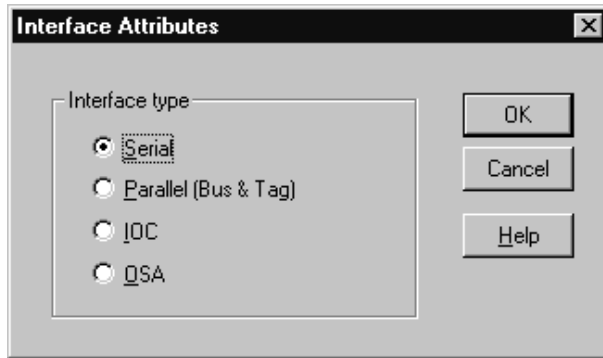 Interface Attributes
Interface type
Serial
Parallel (Bus & Tag)
IOC
OSA
OK
Cancel
Help